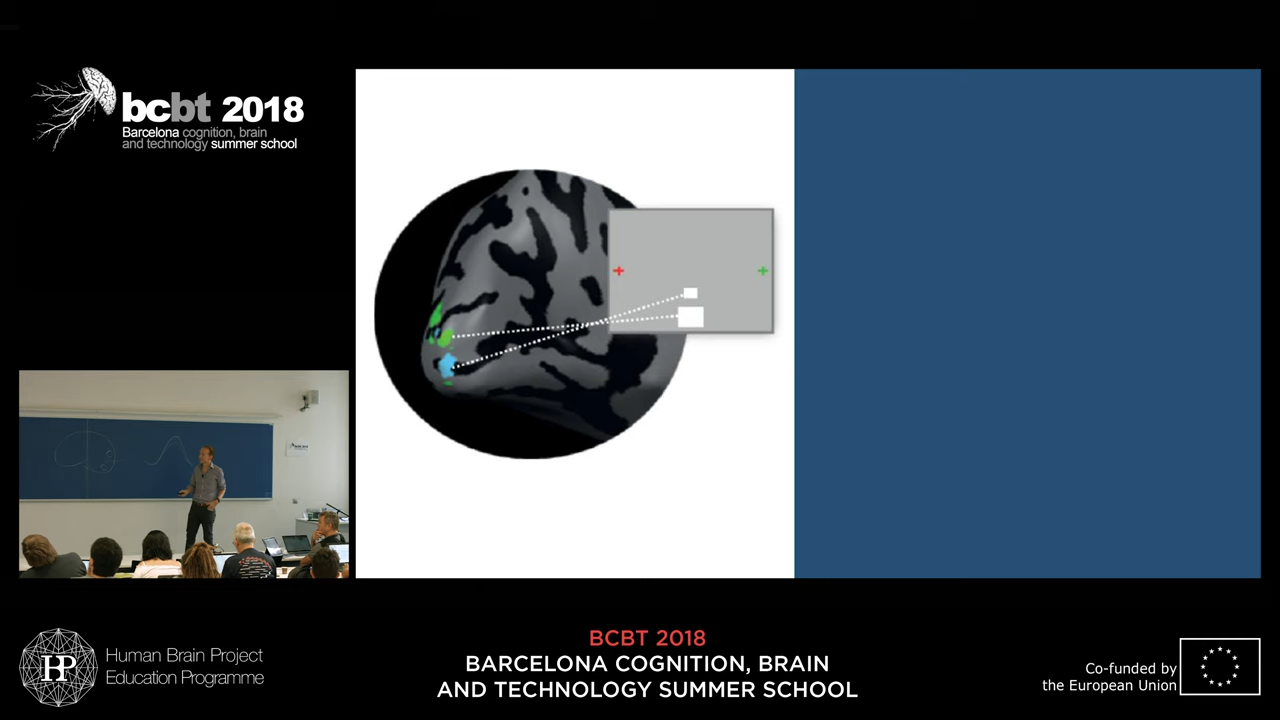 bcbt 2018
Barcelona cognition, brain
and technology summer school
HP
Human Brain Project
Education Programme
BCBT 2018
BARCELONA COGNITION, BRAIN
AND TECHNOLOGY SUMMER SCHOOL
Co-funded by
the European Union